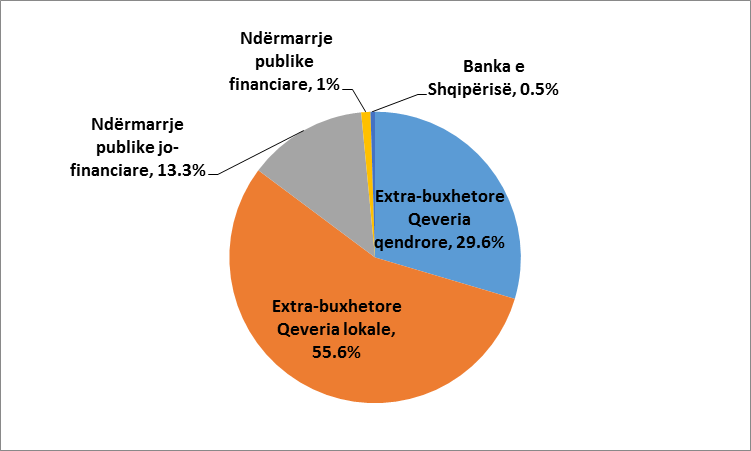 Ndërmarrje
publike
financiare, 1%
Banka e
Shqipërisë, 0.5%
Ndërmarrje
publike jo-
financiare, 13.3%
Extra-buxhetore
Qeveria
qendrore, 29.6%
Extra-buxhetore
Qeveria lokale,
55.6%